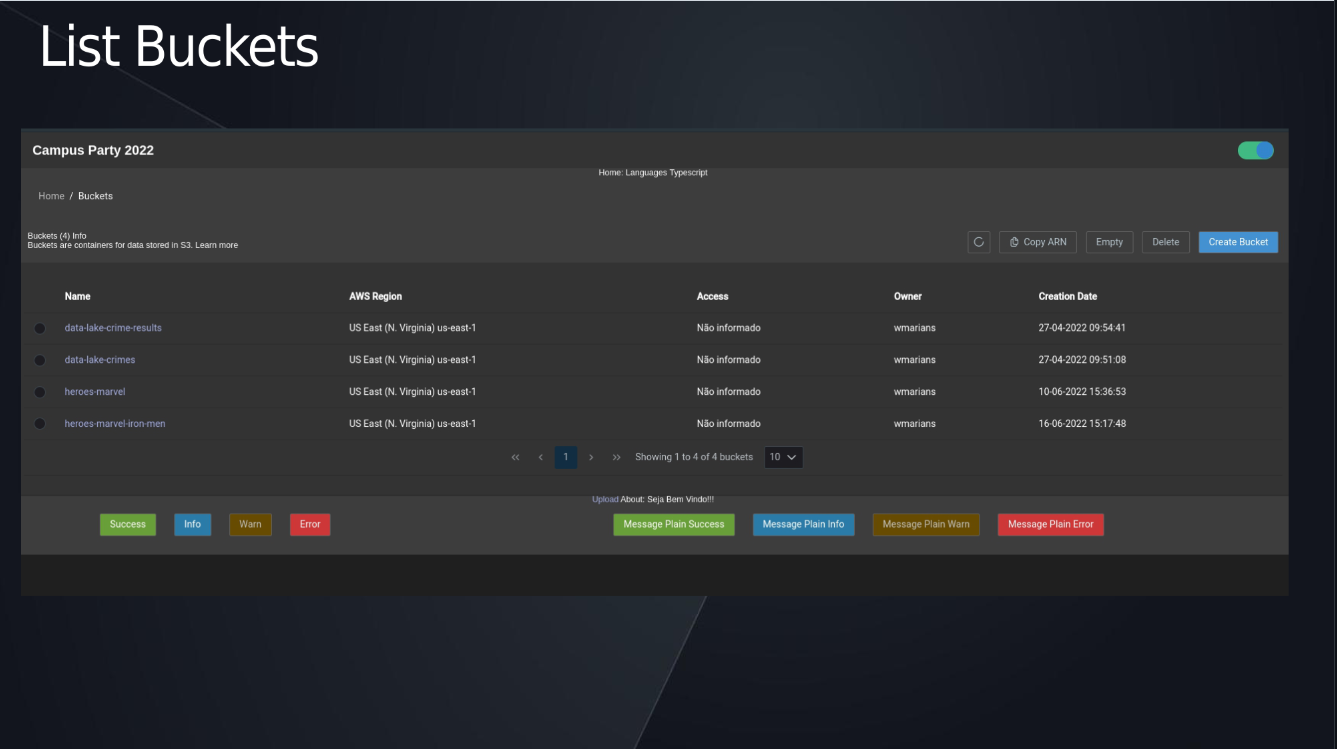 List Buckets
Campus Party 2022
Home: Languages Typescript
Home / Buckets
Buckets (4) Info
Buckets are containers for data stored in S3. Learn more
Copy ARN Empty Delete Create Bucket
Name AWS Region Access Owner Creation Date
data-lake-crime-results US East (N. Virginia) us-east-1 Não informado wmarians 27-04-2022 09:54:41
data-lake-crimes US East (N. Virginia) us-east-1 Não informado wmarians 27-04-2022 09:51:08
heroes-marvel US East (N. Virginia) us-east-1 Não informado wmarians 10-06-2022 15:36:53
heroes-marvel-iron-men US East (N. Virginia) us-east-1 Não informado wmarians 16-06-2022 15:17:48
« ‹ 1 › » Showing 1 to 4 of 4 buckets 10
Upload About: Seja Bem Vindo!!!
Success Info Warn Error Message Plain Success Message Plain Info Message Plain Warn Message Plain Error